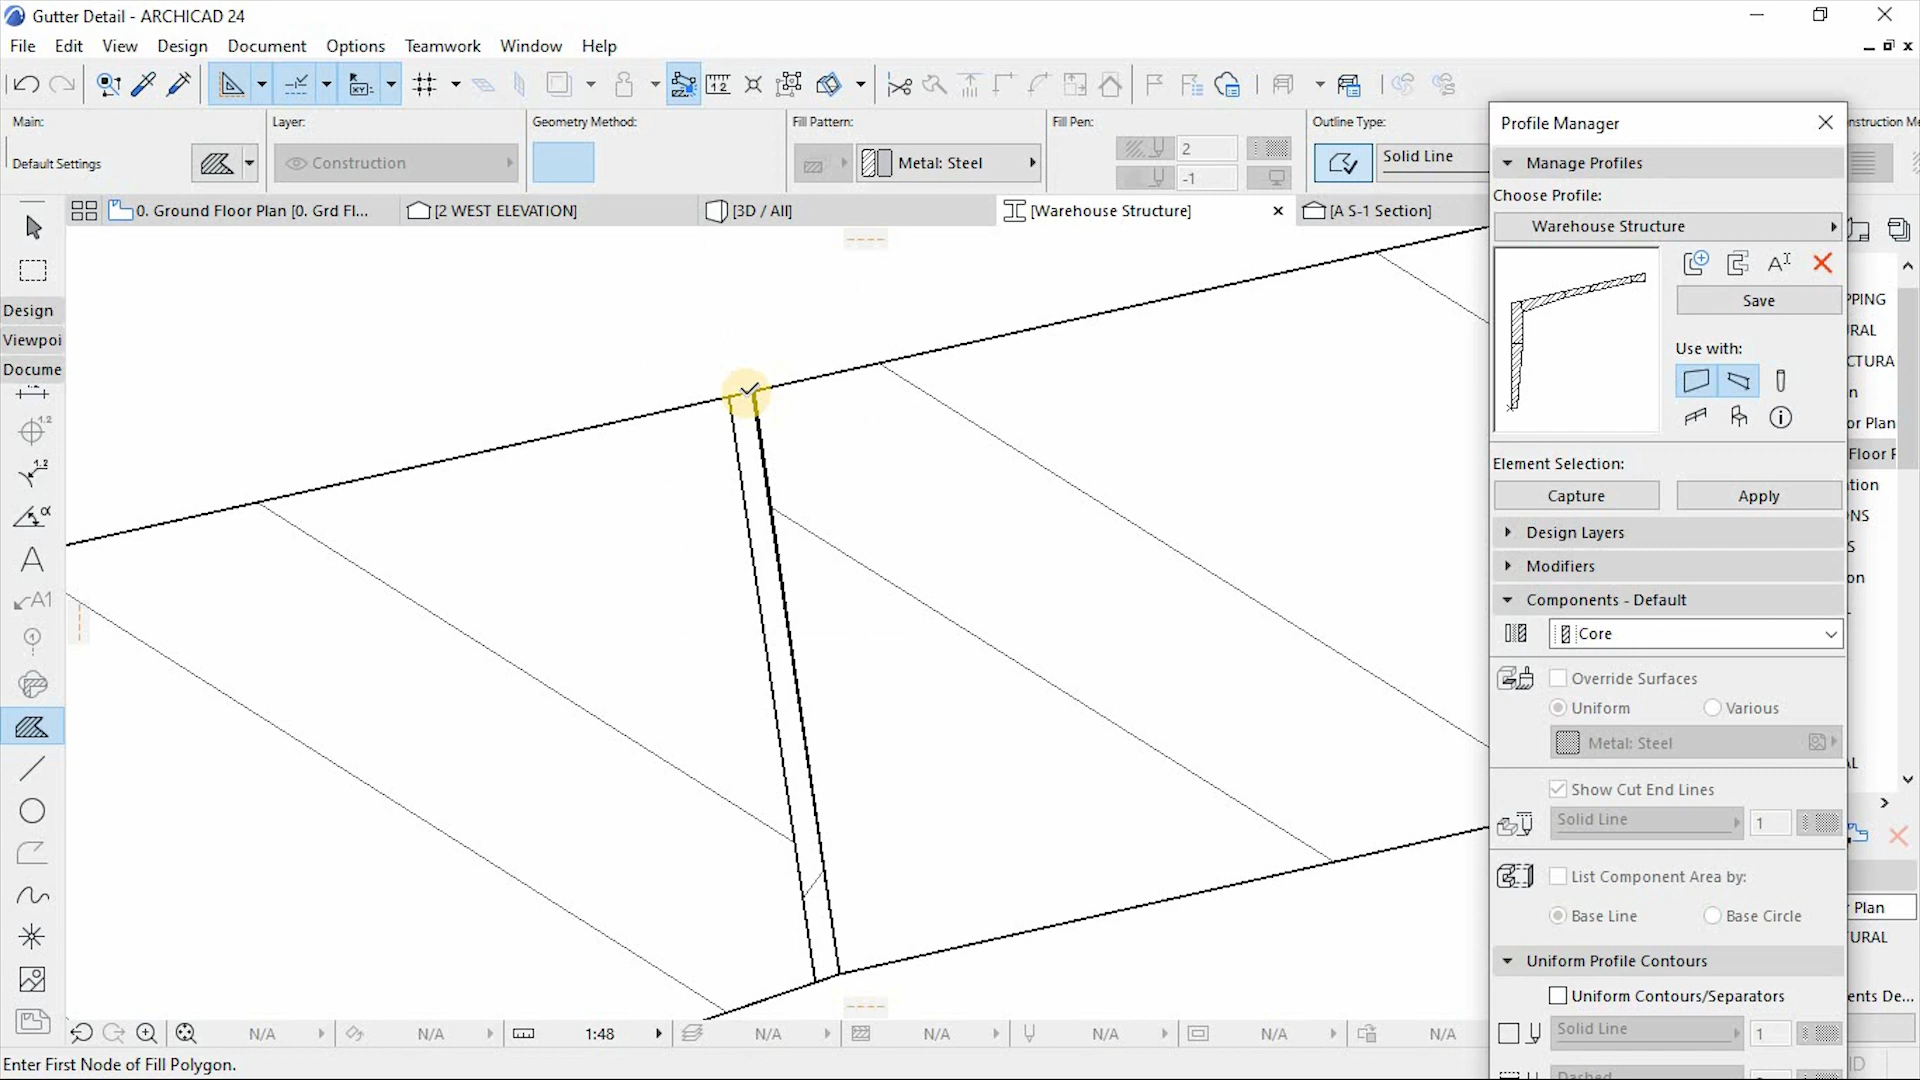 Gutter Detail - ARCHICAD 24
File Edit View Design Document Options Teamwork Window Help
Main:
Layer:
Geometry Method:
Fill Pattern:
Fill Pen:
Outline Type:
Default Settings
Construction
Metal: Steel
2
-1
Solid Line
0. Ground Floor Plan [0. Grd Fl...
[2 WEST ELEVATION]
[3D / All]
[Warehouse Structure]
[A S-1 Section]
Design
Viewpoi
Docume
Profile Manager
Manage Profiles
Choose Profile:
Warehouse Structure
Save
Use with:
Element Selection:
Capture
Apply
Design Layers
Modifiers
Components - Default
Core
Override Surfaces
Uniform
Various
Metal: Steel
Show Cut End Lines
Solid Line
1
List Component Area by:
Base Line
Base Circle
Uniform Profile Contours
Uniform Contours/Separators
Solid Line
1
N/A
N/A
1:48
N/A
N/A
N/A
N/A
N/A
Enter First Node of Fill Polygon.